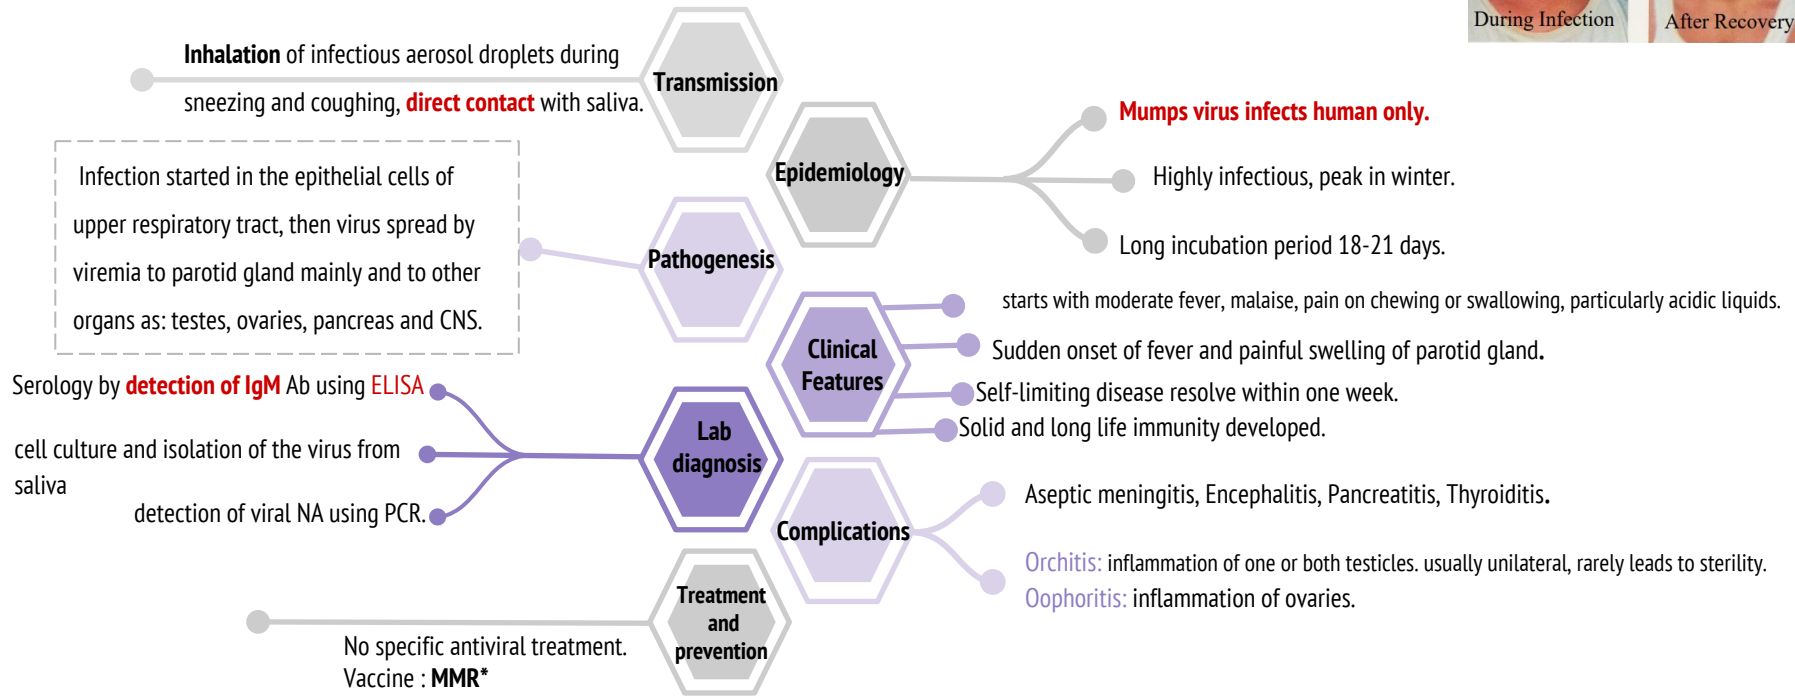 During Infection
After Recovery
Inhalation of infectious aerosol droplets during
sneezing and coughing, direct contact with saliva.
Transmission
Epidemiology
Mumps virus infects human only.
Highly infectious, peak in winter.
Long incubation period 18-21 days.
Infection started in the epithelial cells of
upper respiratory tract, then virus spread by
viremia to parotid gland mainly and to other
organs as: testes, ovaries, pancreas and CNS.
Pathogenesis
Clinical
Features
starts with moderate fever, malaise, pain on chewing or swallowing, particularly acidic liquids.
Sudden onset of fever and painful swelling of parotid gland.
Self-limiting disease resolve within one week.
Solid and long life immunity developed.
Serology by detection of IgM Ab using ELISA
cell culture and isolation of the virus from
saliva
detection of viral NA using PCR.
Lab
diagnosis
Complications
Aseptic meningitis, Encephalitis, Pancreatitis, Thyroiditis.
Orchitis: inflammation of one or both testicles. usually unilateral, rarely leads to sterility.
Oophoritis: inflammation of ovaries.
Treatment
and
prevention
No specific antiviral treatment.
Vaccine : MMR*